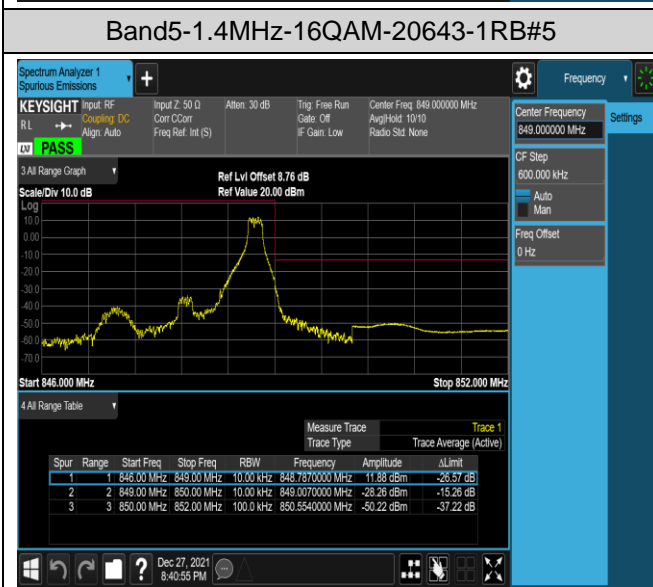 Band5-1.4MHz-16QAM-20643-1RB#5
Spectrum Analyzer 1
Spurious Emissions
+
Frequency
KEYSIGHT
RL
Input: RF
Coupling: DC
Align: Auto
Input Z: 50 Ω
Corr CCorr
Freq Ref: Int (S)
Atten: 30 dB
Trig: Free Run
Gate: Off
IF Gain: Low
Center Freq: 849.000000 MHz
Avg|Hold: 10/10
Radio Std: None
LXI PASS
Center Frequency
849.000000 MHz
Settings
CF Step
600.000 kHz
Auto
Man
Freq Offset
0 Hz
3 All Range Graph
Ref Lvl Offset 8.76 dB
Scale/Div 10.0 dB
Ref Value 20.00 dBm
Log
10.0
0.00
-10.0
-20.0
-30.0
-40.0
-50.0
-60.0
-70.0
Start 846.000 MHz
Stop 852.000 MHz
4 All Range Table
Measure Trace Trace 1
Trace Type Trace Average (Active)
Spur Range Start Freq Stop Freq RBW Frequency Amplitude ΔLimit
1 1 846.00 MHz 849.00 MHz 10.00 kHz 848.7870000 MHz 11.88 dBm -26.57 dB
2 2 849.00 MHz 850.00 MHz 10.00 kHz 849.0070000 MHz -28.26 dBm -15.26 dB
3 3 850.00 MHz 852.00 MHz 100.0 kHz 850.5540000 MHz -50.22 dBm -37.22 dB
?
Dec 27, 2021
8:40:55 PM